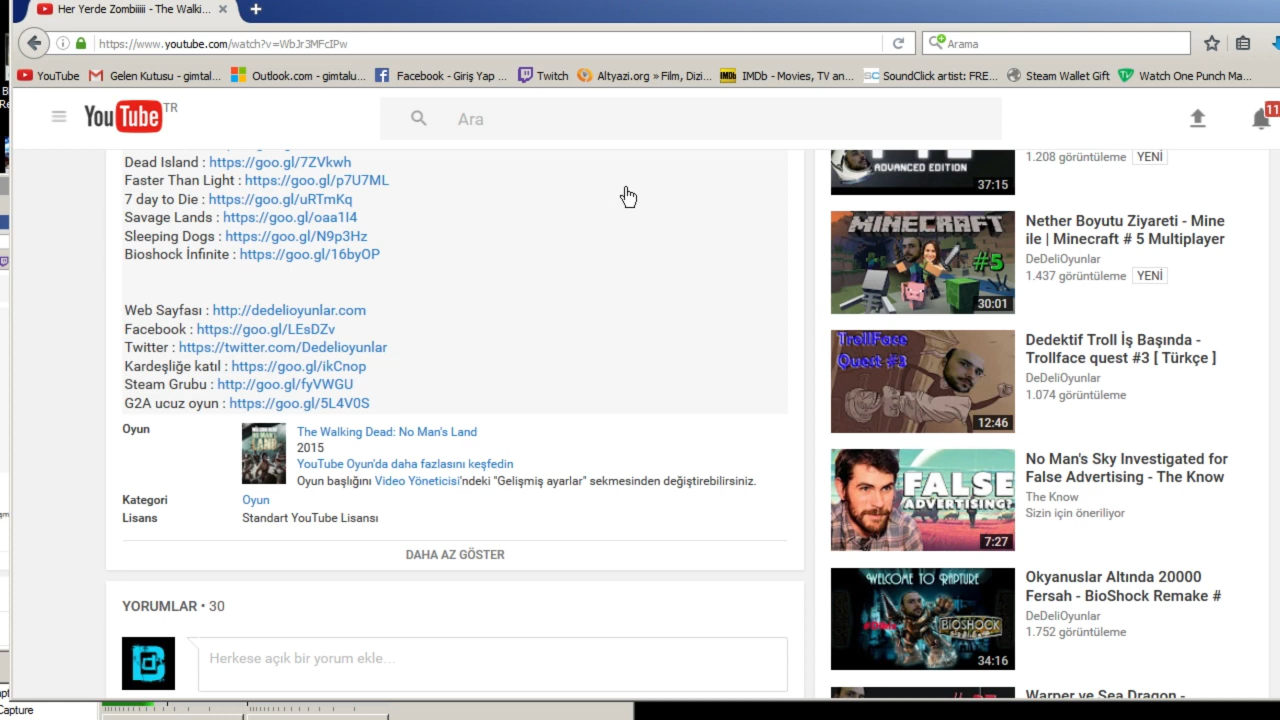 Her Yerde Zombiiiii - The Walki...
https://www.youtube.com/watch?v=WbJr3MFcIPw
Arama
YouTube
Gelen Kutusu - gimtal...
Outlook.com - gimtalu...
Facebook - Giriş Yap ...
Twitch
Altyazi.org » Film, Dizi...
IMDb - Movies, TV an...
SoundClick artist: FRE...
Steam Wallet Gift
Watch One Punch Ma...
YouTube TR
Ara
11
Dead Island : https://goo.gl/7ZVkwh
Faster Than Light : https://goo.gl/p7U7ML
7 day to Die : https://goo.gl/uRTmKq
Savage Lands : https://goo.gl/oaa1I4
Sleeping Dogs : https://goo.gl/N9p3Hz
Bioshock İnfinite : https://goo.gl/16byOP
Web Sayfası : http://dedelioyunlar.com
Facebook : https://goo.gl/LEsDZv
Twitter : https://twitter.com/Dedelioyunlar
Kardeşliğe katıl : https://goo.gl/ikCnop
Steam Grubu : http://goo.gl/fyVWGU
G2A ucuz oyun : https://goo.gl/5L4V0S
Oyun
The Walking Dead: No Man's Land
2015
YouTube Oyun'da daha fazlasını keşfedin
Oyun başlığını Video Yöneticisi'ndeki "Gelişmiş ayarlar" sekmesinden değiştirebilirsiniz.
Kategori
Oyun
Lisans
Standart YouTube Lisansı
DAHA AZ GÖSTER
YORUMLAR • 30
Herkese açık bir yorum ekle...
ADVANCED EDITION
37:15
1.208 görüntüleme YENİ
MINECRAFT
#5
30:01
Nether Boyutu Ziyareti - Mine
ile | Minecraft # 5 Multiplayer
DeDeliOyunlar
1.437 görüntüleme YENİ
TrollFace
Quest #3
12:46
Dedektif Troll İş Başında -
Trollface quest #3 [ Türkçe ]
DeDeliOyunlar
1.074 görüntüleme
FALSE
ADVERTISING?
7:27
No Man's Sky Investigated for
False Advertising - The Know
The Know
Sizin için öneriliyor
WELCOME TO RAPTURE
BIOSHOCK
34:16
Okyanuslar Altında 20000
Fersah - BioShock Remake #
DeDeliOyunlar
1.752 görüntüleme
Warper ve Sea Dragon -
Capture